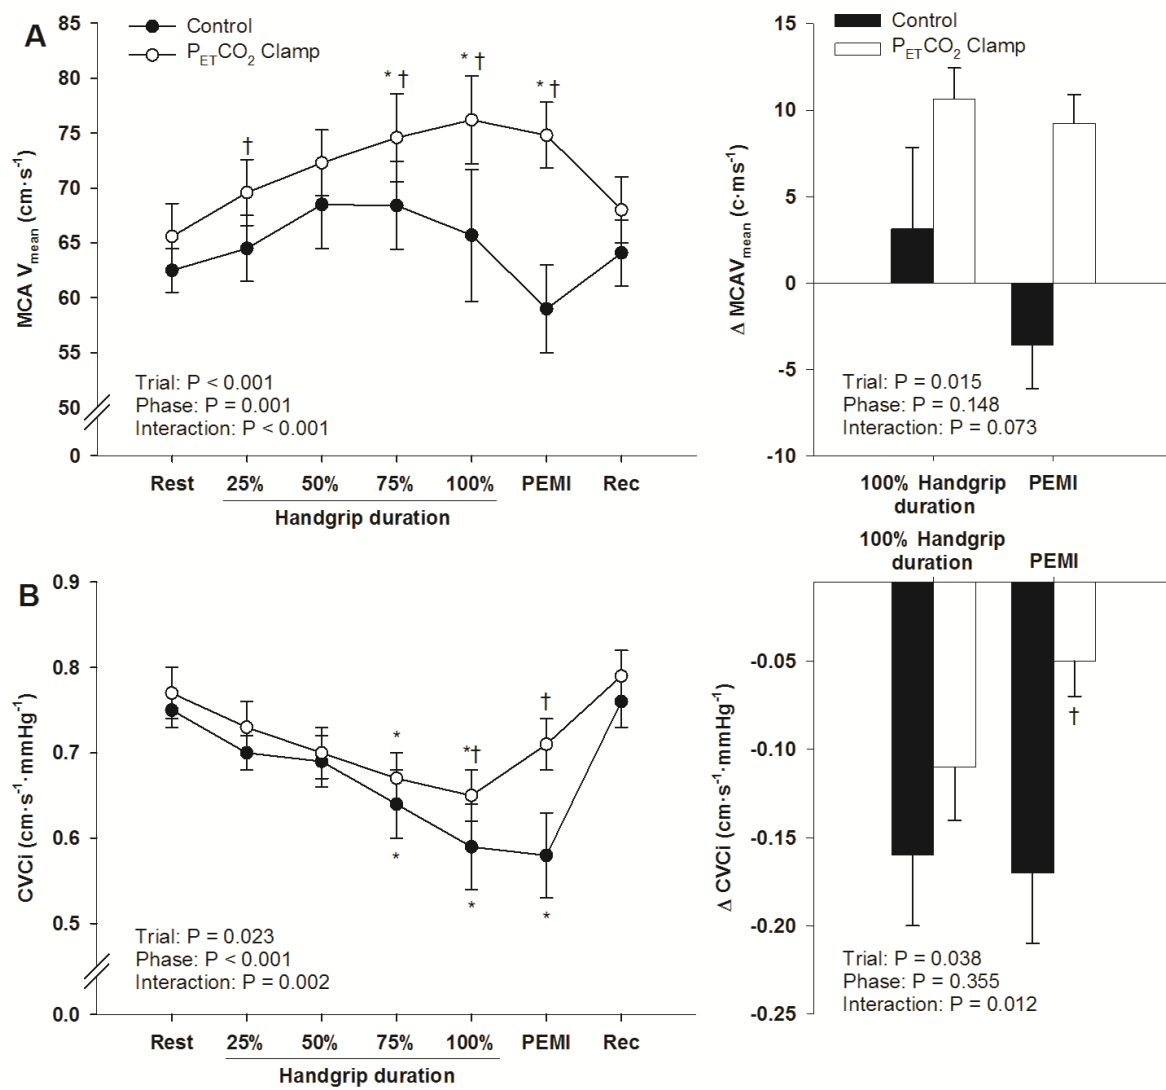 A
Control
P_ETCO₂ Clamp
MCA V_mean (cm·s⁻¹)
85
80
75
70
65
60
55
50
0
* †
* †
* †
†
Trial: P < 0.001
Phase: P = 0.001
Interaction: P < 0.001
Rest 25% 50% 75% 100% PEMI Rec
Handgrip duration
Control
P_ETCO₂ Clamp
Δ MCAV_mean (c·ms⁻¹)
15
10
5
0
-5
-10
Trial: P = 0.015
Phase: P = 0.148
Interaction: P = 0.073
100% Handgrip PEMI
duration
B
CVCi (cm·s⁻¹·mmHg⁻¹)
0.9
0.8
0.7
0.6
0.5
0.0
*
*†
†
*
*
*
Trial: P = 0.023
Phase: P < 0.001
Interaction: P = 0.002
Rest 25% 50% 75% 100% PEMI Rec
Handgrip duration
100% Handgrip
duration PEMI
Δ CVCi (cm·s⁻¹·mmHg⁻¹)
-0.05
-0.10
-0.15
-0.20
-0.25
†
Trial: P = 0.038
Phase: P = 0.355
Interaction: P = 0.012